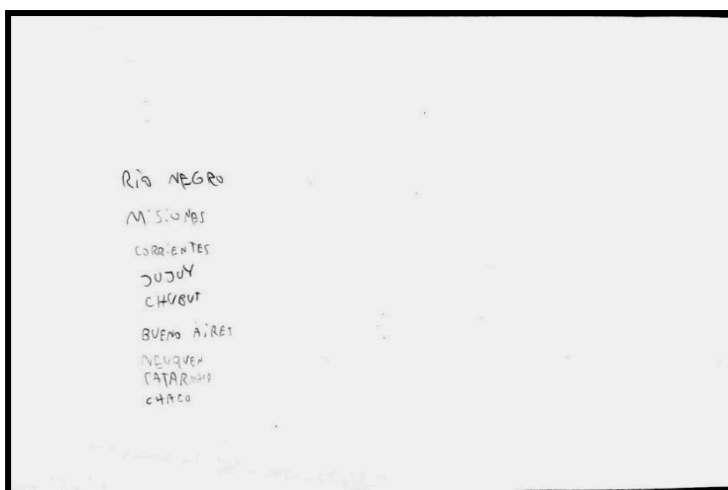 RIO NEGRO
MISIONES
CORRIENTES
JUJUY
CHUBUT
BUENO AIRES
NEUQUEN
CHACO